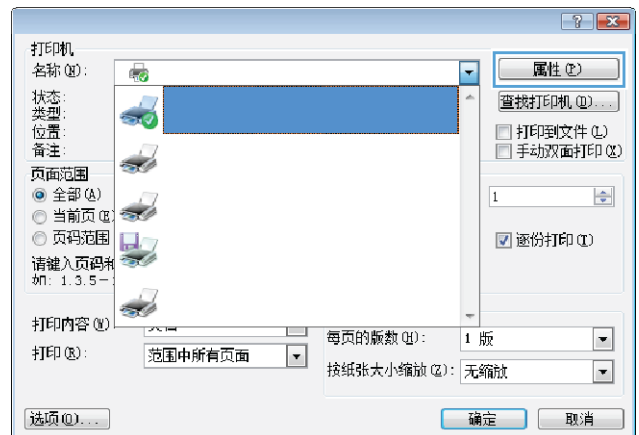 打印机
名称(N):
属性(P)
状态:
类型:
位置:
备注:
查找打印机(D)...
打印到文件(L)
手动双面打印(X)
页面范围
全部(A)
当前页(E)
页码范围
请键入页码和
如: 1.3.5-
1
逐份打印(T)
打印内容(W)
打印(R):
范围中所有页面
每页的版数(H):
1 版
按纸张大小缩放(Z):
无缩放
选项(O)...
确定
取消